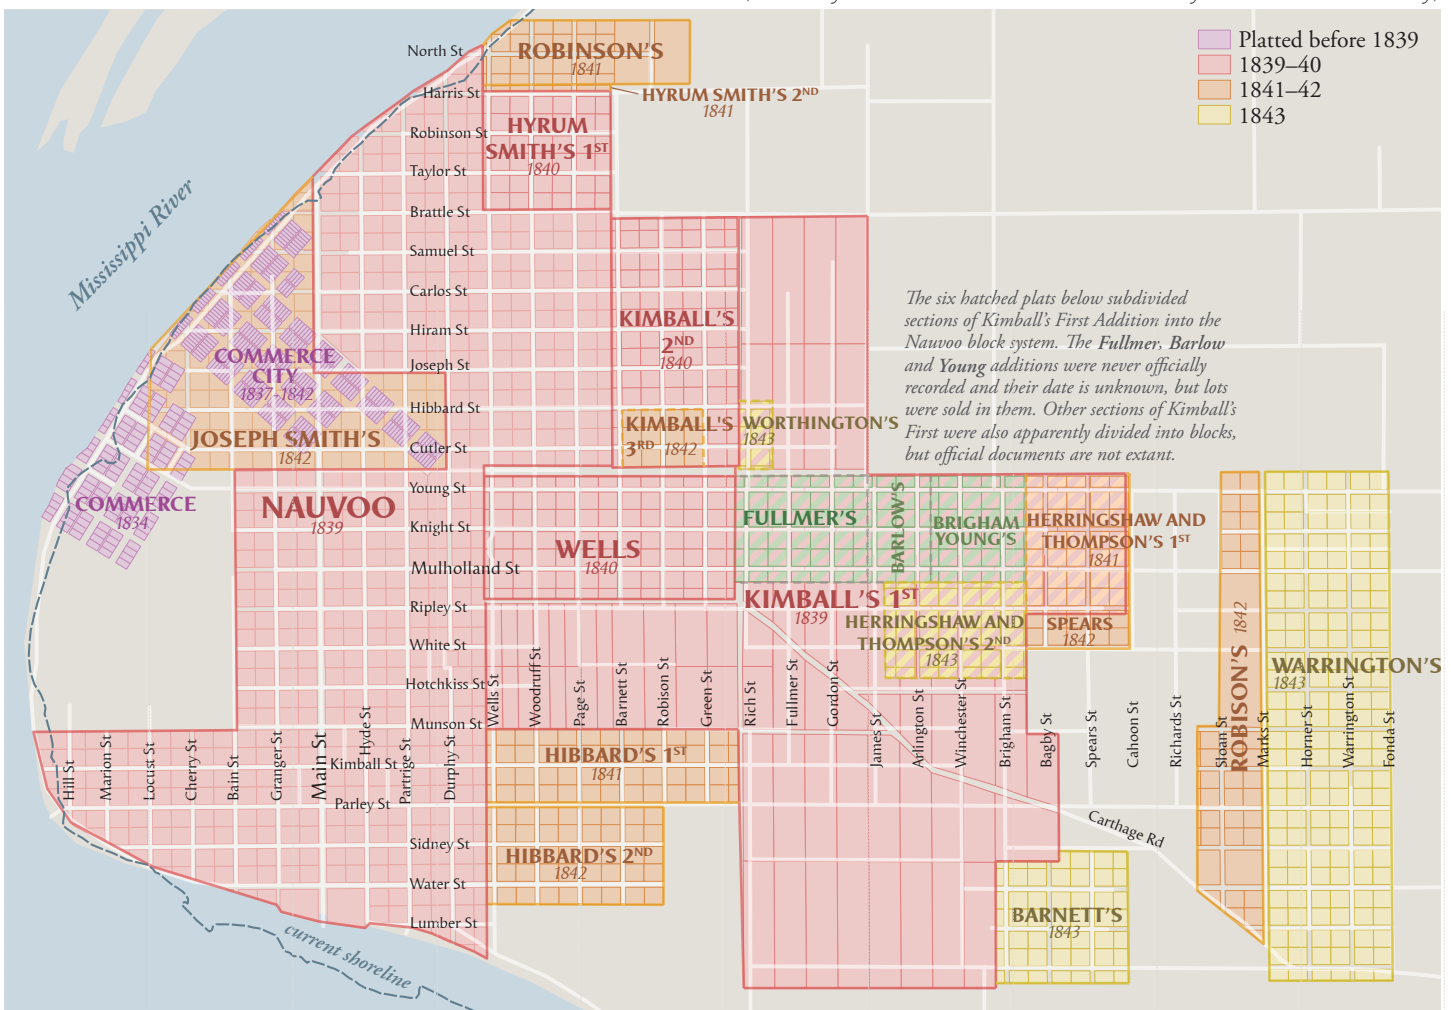 Platted before 1839
1839–40
1841–42
1843
North St
Harris St
Robinson St
Taylor St
Brattle St
Samuel St
Carlos St
Hiram St
Joseph St
Hibbard St
Cutler St
Young St
Knight St
Mulholland St
Ripley St
White St
Hotchkiss St
Munson St
Kimball St
Parley St
Sidney St
Water St
Lumber St
ROBINSON'S
1841
HYRUM SMITH'S 2ND
1841
HYRUM
SMITH'S 1ST
1840
Mississippi River
KIMBALL'S
2ND
1840
The six hatched plats below subdivided
sections of Kimball's First Addition into the
Nauvoo block system. The Fullmer, Barlow
and Young additions were never officially
recorded and their date is unknown, but lots
were sold in them. Other sections of Kimball's
First were also apparently divided into blocks,
but official documents are not extant.
COMMERCE
CITY
1837-1842
JOSEPH SMITH'S
1842
KIMBALL'S
3RD 1842
WORTHINGTON'S
1843
COMMERCE
1834
NAUVOO
1839
WELLS
1840
FULLMER'S
BARLOW'S
BRIGHAM
YOUNG'S
HERRINGSHAW AND
THOMPSON'S 1ST
1841
KIMBALL'S 1ST
1839
HERRINGSHAW AND
THOMPSON'S 2ND
1843
SPEARS
1842
ROBISON'S 1842
WARRINGTON'S
1843
HIBBARD'S 1ST
1841
HIBBARD'S 2ND
1842
BARNETT'S
1843
Hill St
Marion St
Locust St
Cherry St
Bain St
Granger St
Main St
Hyde St
Partrige St
Durphy St
Wells St
Woodruff St
Page St
Barnett St
Robison St
Green St
Rich St
Fullmer St
Gordon St
James St
Arlington St
Winchester St
Brigham St
Bagby St
Spears St
Cahoon St
Richards St
Sloan St
Marks St
Horner St
Warrington St
Fonda St
Carthage Rd
current shoreline